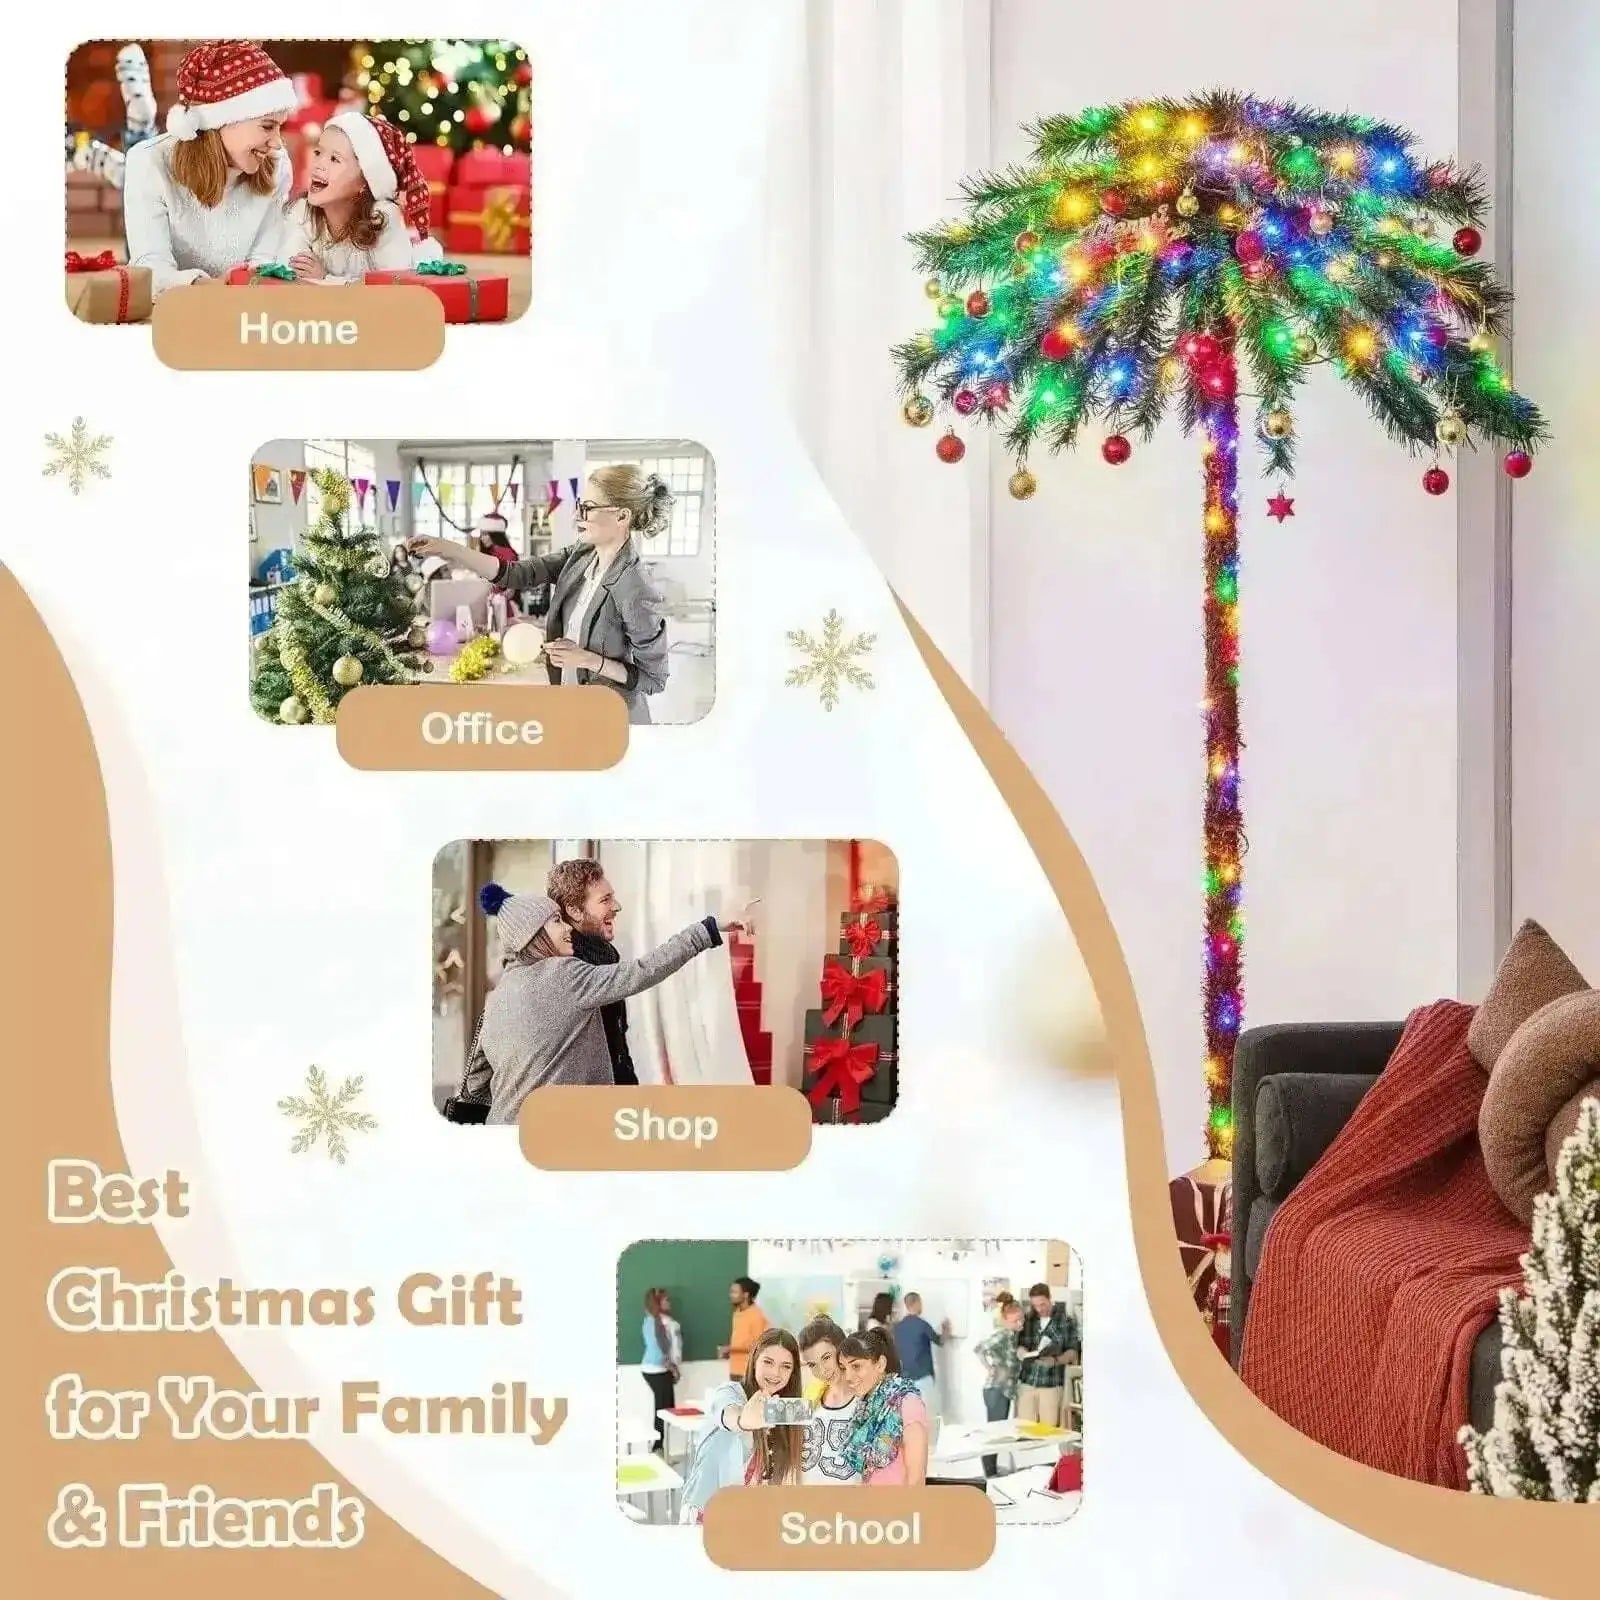 Home
Office
Shop
School
Best
Christmas Gift
for Your Family
& Friends